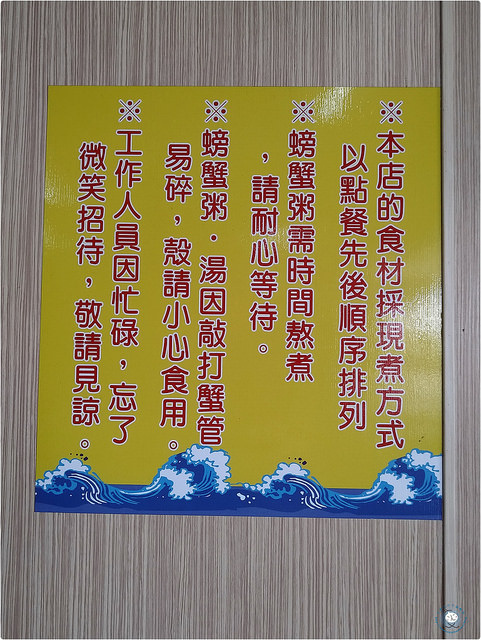 ※本店的食材採現煮方式
以點餐先後順序排列
※螃蟹粥需時間熬煮
，請耐心等待。
※螃蟹粥．湯因敲打蟹管
易碎，殼請小心食用。
※工作人員因忙碌，忘了
微笑招待，敬請見諒。